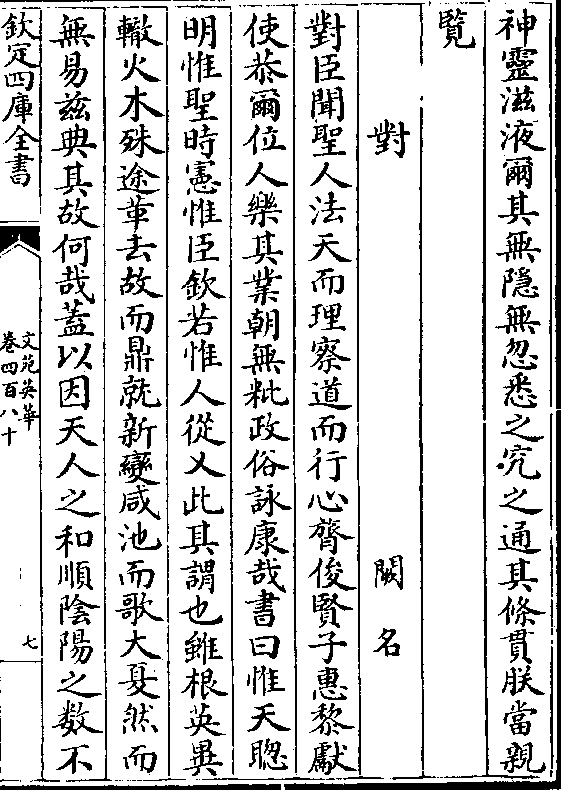 神靈滋液爾其無隱無忽悉之究之通其條貫朕當親
覽
對　闕名
對臣聞聖人法天而理察道而行心膂俊賢子惠黎獻
使恭爾位人樂其業朝無粃政俗詠康哉書曰惟天聰
明惟聖時憲惟臣欽若惟人從乂此其謂也雖根英異
轍火木殊途革去故而鼎就新變咸池而歌大夏然而
無易茲典其故何哉蓋以因天人之和順陰陽之數不
欽定四庫全書
文苑英華
卷四百八十
七